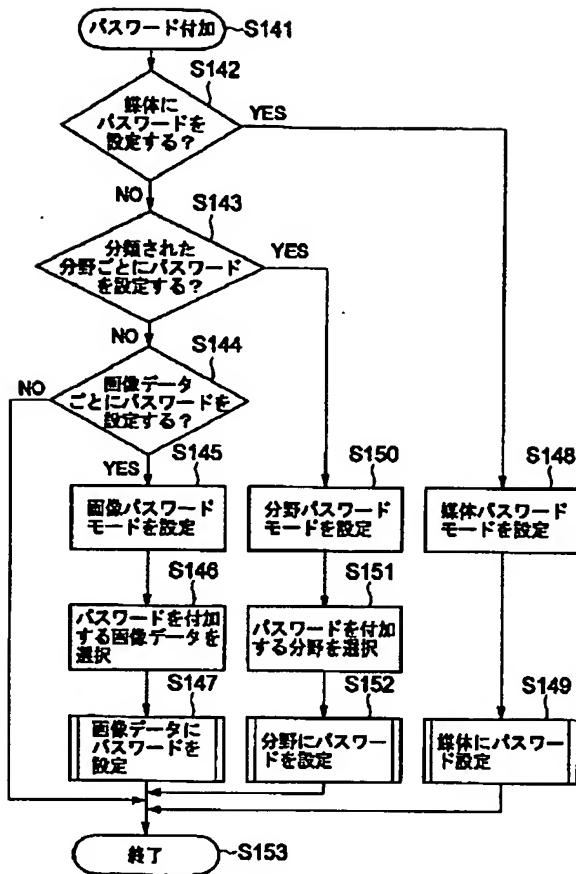 パスワード付加
S141
S142
媒体に
パスワードを
設定する?
YES
NO
S143
分類された
分野ごとにパスワード
を設定する?
YES
NO
S144
画像データ
ごとにパスワードを
設定する?
NO
YES
S145
画像パスワード
モードを設定
S150
分野パスワード
モードを設定
S148
媒体パスワード
モードを設定
S146
パスワードを付加
する画像データを
選択
S151
パスワードを付加
する分野を選択
S147
画像データに
パスワードを
設定
S152
分野にパスワー
ドを設定
S149
媒体にパスワー
ド設定
終了
S153